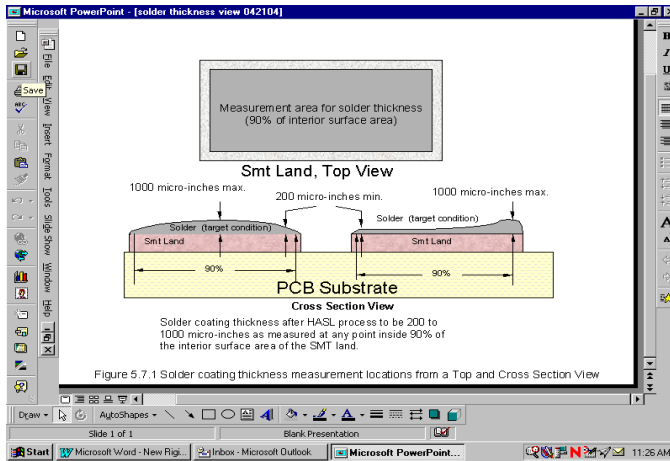 Microsoft PowerPoint - [solder thickness view 042104]
File Edit View Insert Format Tools Slide Show Window Help
Save
ABC
B
I
U
S
A
A
Measurement area for solder thickness
(90% of interior surface area)
Smt Land, Top View
1000 micro-inches max.
200 micro-inches min.
1000 micro-inches max.
Solder (target condition)
Solder (target condition)
Smt Land
Smt Land
90%
90%
PCB Substrate
Cross Section View
Solder coating thickness after HASL process to be 200 to
1000 micro-inches as measured at any point inside 90% of
the interior surface area of the SMT land.
Figure 5.7.1 Solder coating thickness measurement locations from a Top and Cross Section View
Draw AutoShapes
Slide 1 of 1
Blank Presentation
Start
Microsoft Word - New Rigi...
Inbox - Microsoft Outlook
Microsoft PowerPoint...
11:26 AM